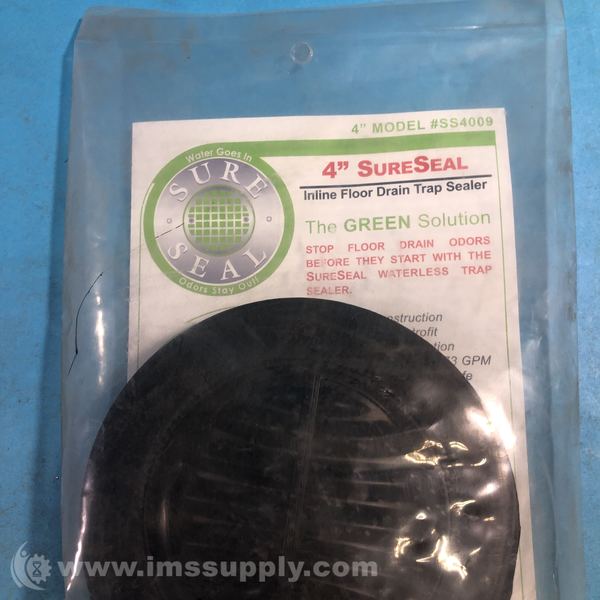 4" MODEL #SS4009
Water Goes In
SURE
SEAL
Odors Stay Out!
4" SURESEAL
Inline Floor Drain Trap Sealer
The GREEN Solution
STOP FLOOR DRAIN ODORS
BEFORE THEY START WITH THE
SURESEAL WATERLESS TRAP
SEALER.
GPM
www.imssupply.com